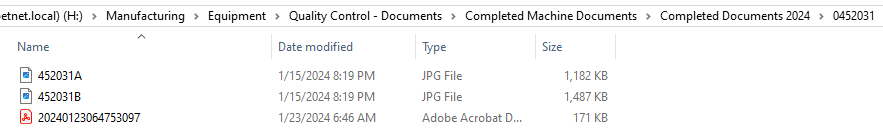 etnet.local) (H:) > Manufacturing > Equipment > Quality Control - Documents > Completed Machine Documents > Completed Documents 2024 > 0452031
Name Date modified Type Size
452031A 1/15/2024 8:19 PM JPG File 1,182 KB
452031B 1/15/2024 8:19 PM JPG File 1,487 KB
20240123064753097 1/23/2024 6:46 AM Adobe Acrobat D... 171 KB